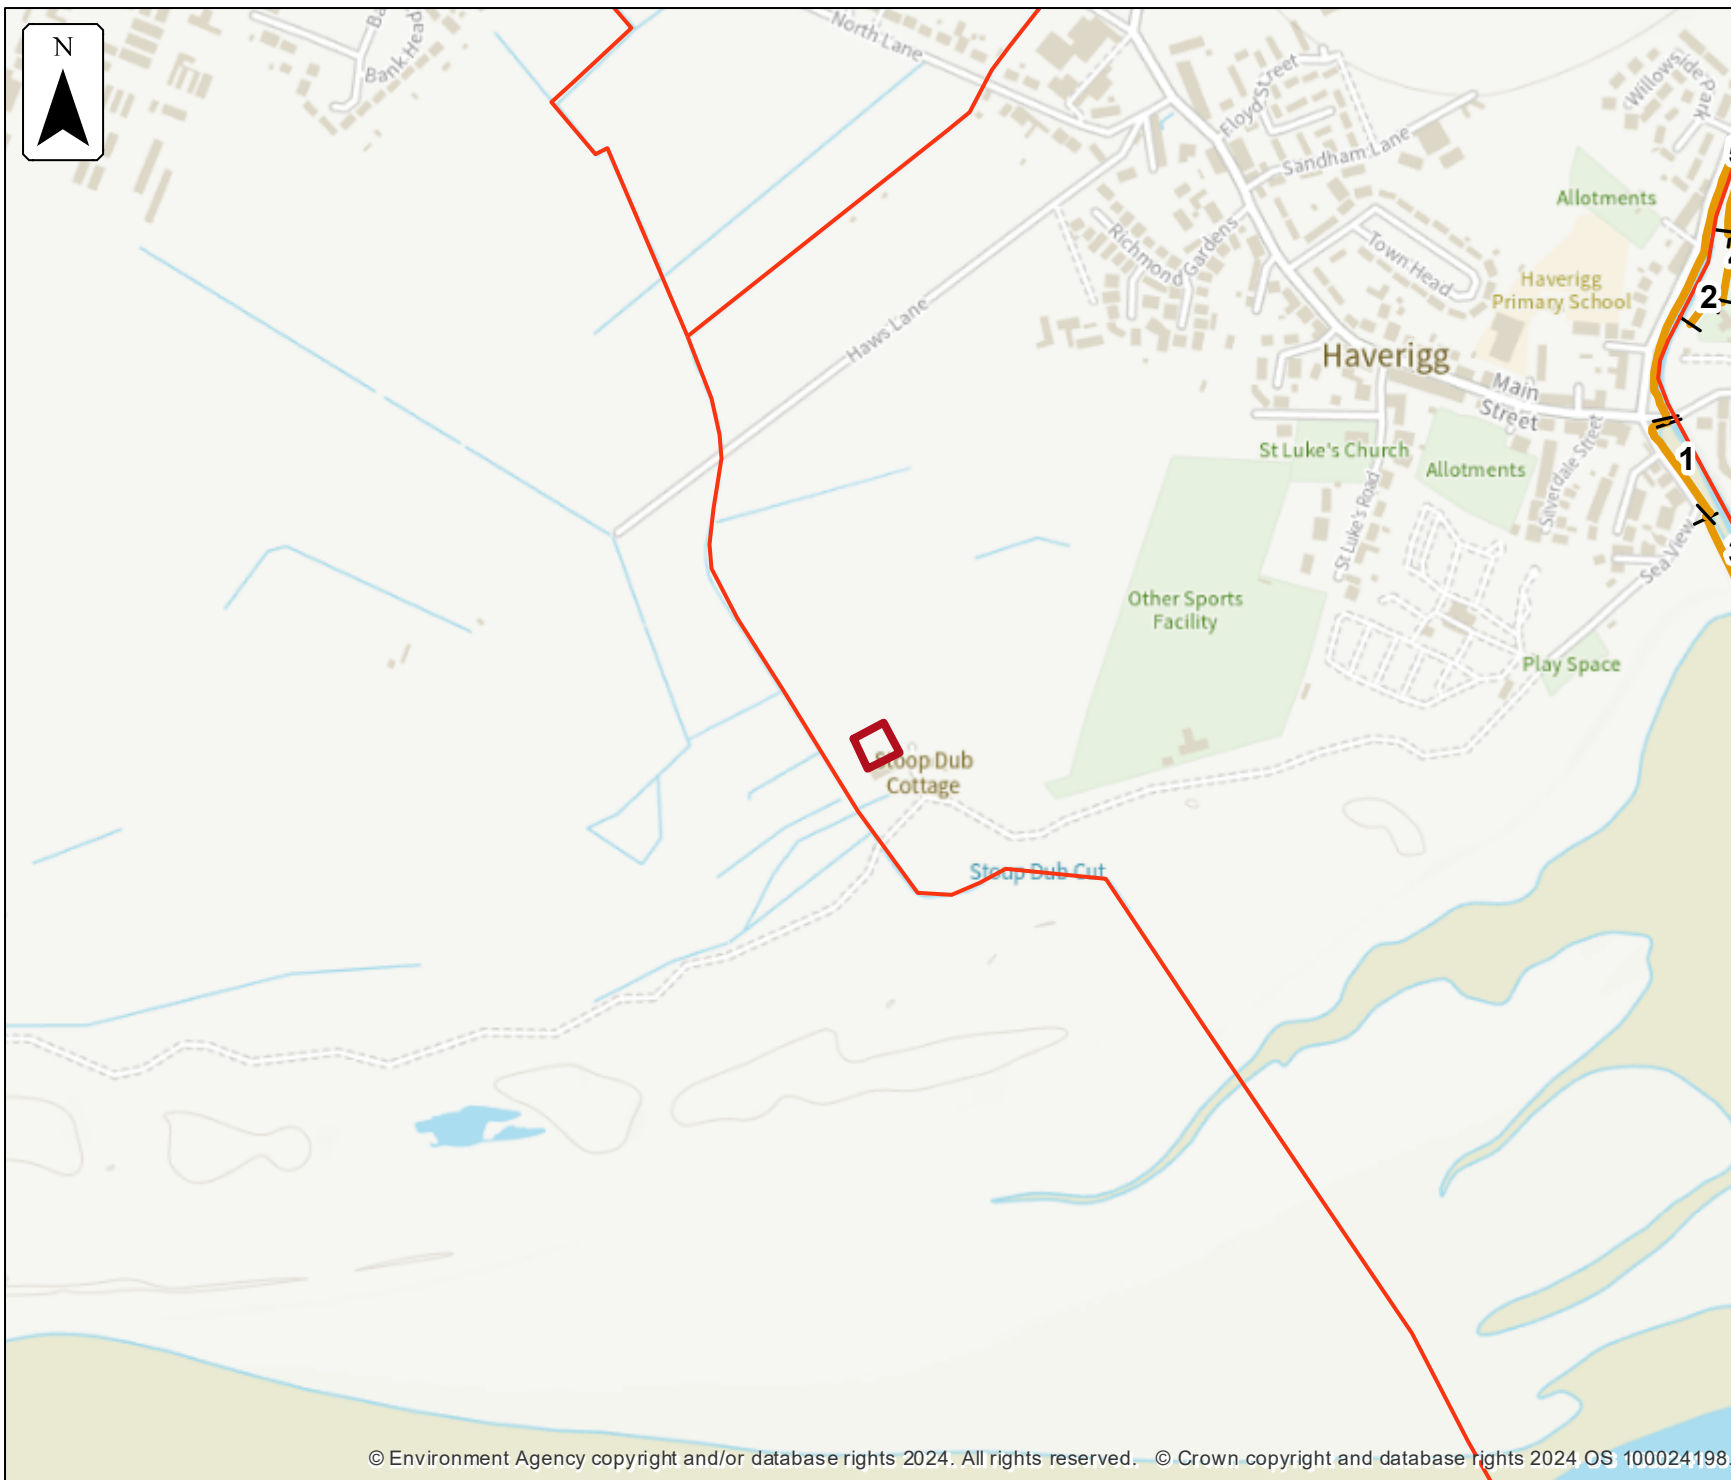 N
Bank Hea
North Lane
Floyd Street
Sandham Lane
Willowside Park
Allotments
Richmond Gardens
Town Head
Haverigg
Primary School
2
Haws Lane
Haverigg
Main
Street
St Luke's Church
Allotments
1
Silverdale Street
St Luke's Road
Sea View
Other Sports
Facility
Play Space
Stoop Dub
Cottage
Stoup Dub Cut
© Environment Agency copyright and/or database rights 2024. All rights reserved. © Crown copyright and database rights 2024 OS 100024198.